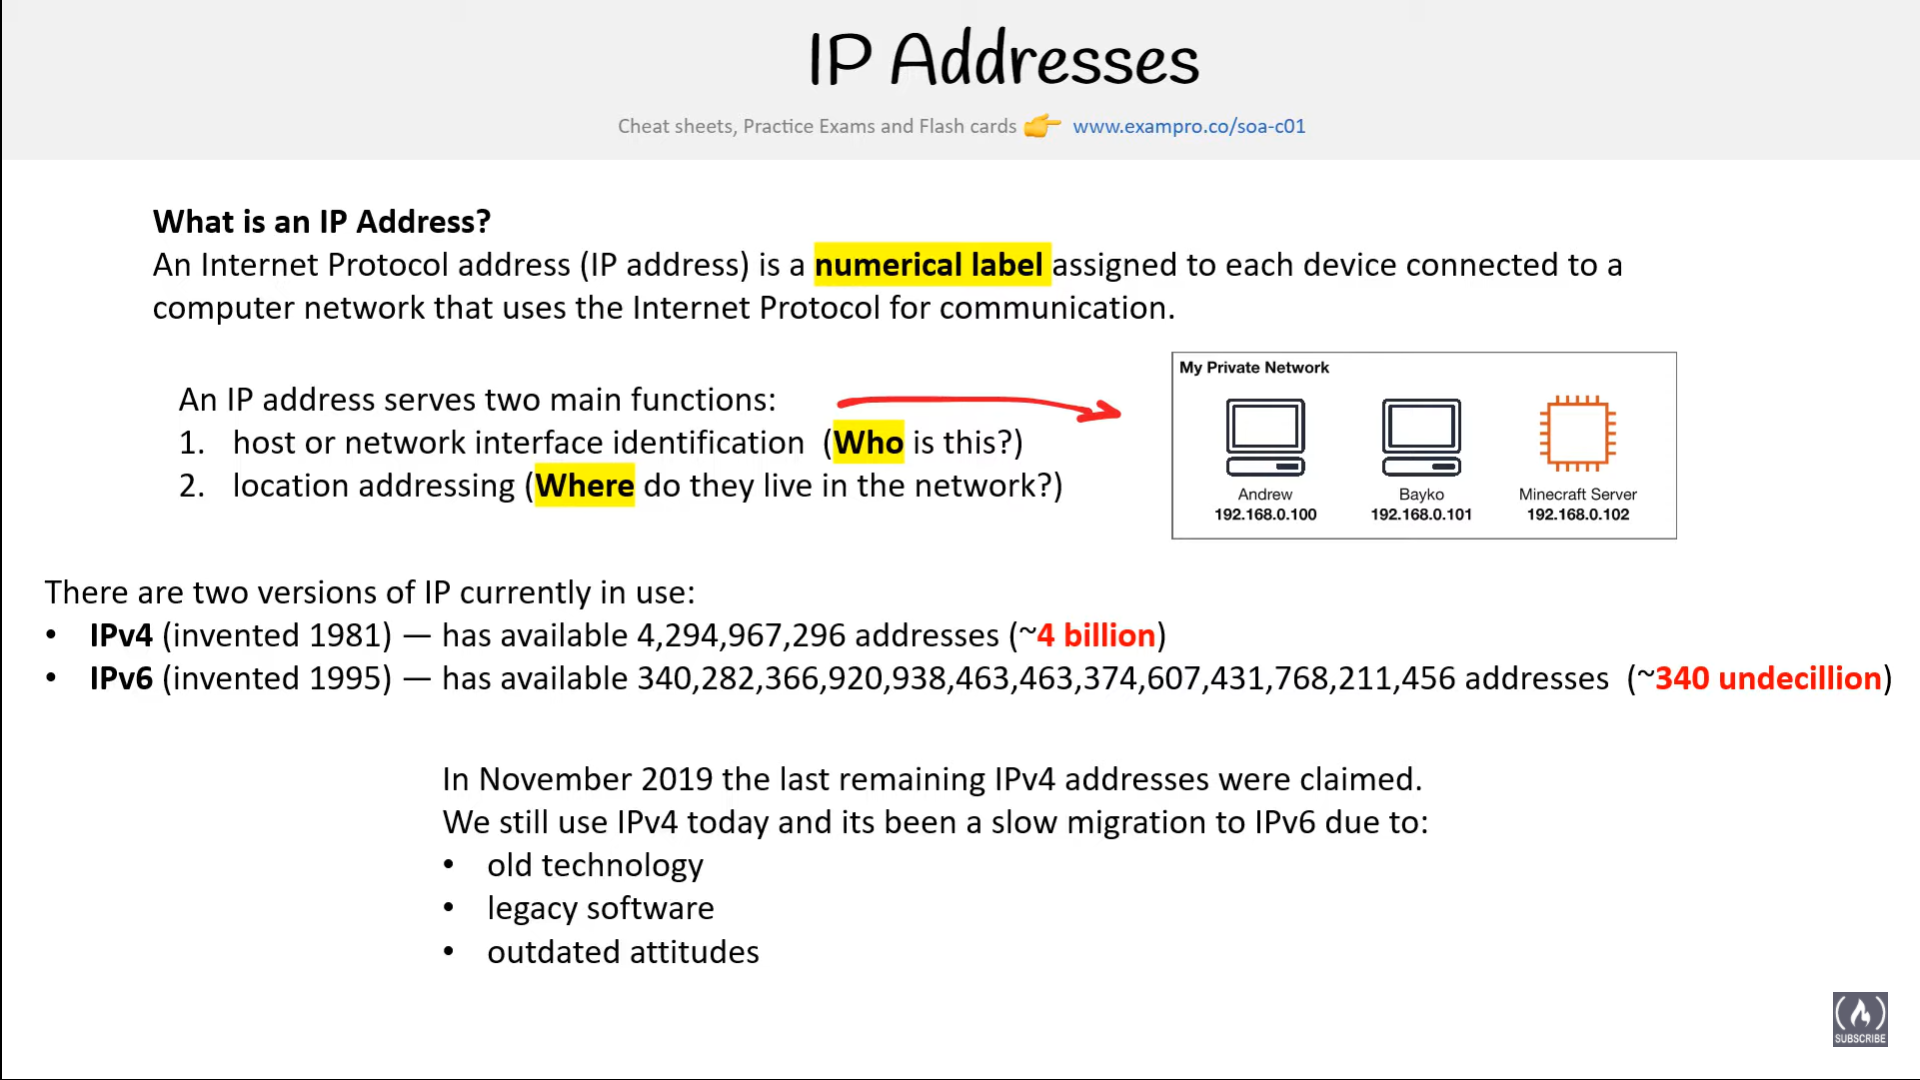 IP Addresses
Cheat sheets, Practice Exams and Flash cards 👉 www.exampro.co/soa-c01
What is an IP Address?
An Internet Protocol address (IP address) is a numerical label assigned to each device connected to a
computer network that uses the Internet Protocol for communication.
An IP address serves two main functions:
1. host or network interface identification (Who is this?)
2. location addressing (Where do they live in the network?)
My Private Network
Andrew
192.168.0.100
Bayko
192.168.0.101
Minecraft Server
192.168.0.102
There are two versions of IP currently in use:
• IPv4 (invented 1981) — has available 4,294,967,296 addresses (~4 billion)
• IPv6 (invented 1995) — has available 340,282,366,920,938,463,463,374,607,431,768,211,456 addresses (~340 undecillion)
In November 2019 the last remaining IPv4 addresses were claimed.
We still use IPv4 today and its been a slow migration to IPv6 due to:
• old technology
• legacy software
• outdated attitudes
SUBSCRIBE